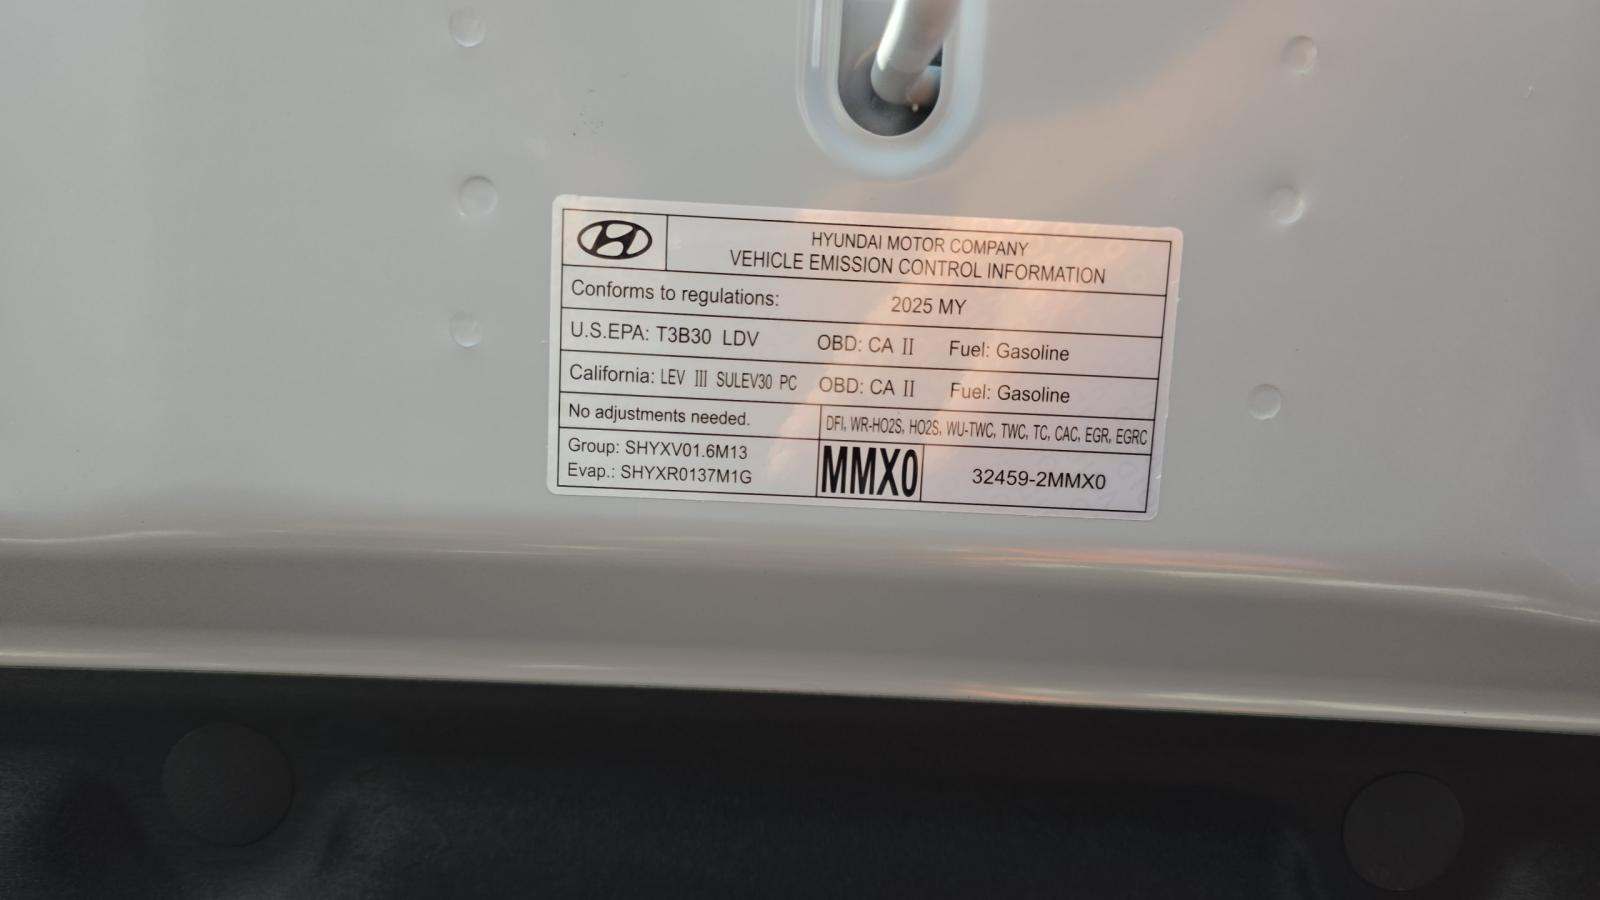 HYUNDAI MOTOR COMPANY
VEHICLE EMISSION CONTROL INFORMATION
Conforms to regulations: 2025 MY
U.S.EPA: T3B30 LDV OBD: CA II Fuel: Gasoline
California: LEV III SULEV30 PC OBD: CA II Fuel: Gasoline
No adjustments needed. DFI, WR-HO2S, HO2S, WU-TWC, TWC, TC, CAC, EGR, EGRC
Group: SHYXV01.6M13
Evap.: SHYXR0137M1G
MMX0 32459-2MMX0